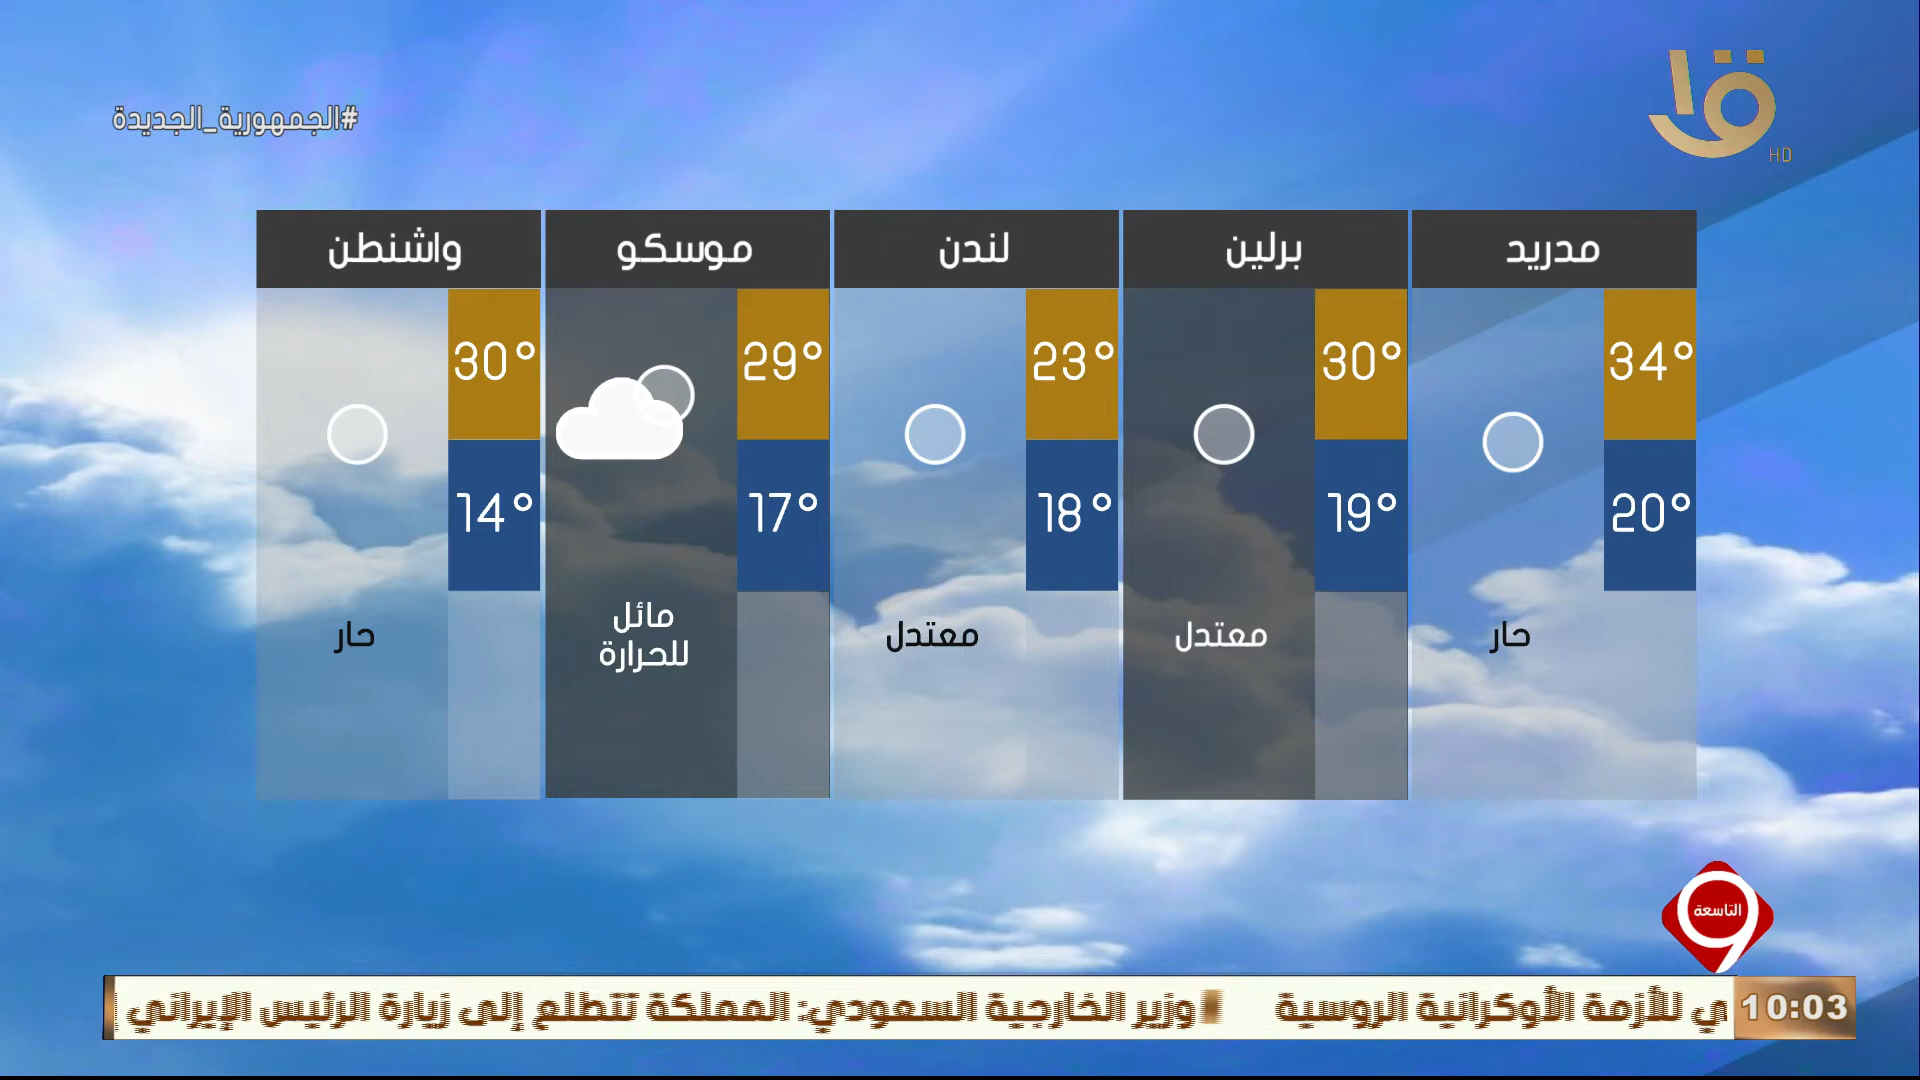 #الجمهورية_الجديدة
HD
مدريد
برلين
لندن
موسكو
واشنطن
34°
30°
23°
29°
30°
20°
19°
18°
17°
14°
حار
معتدل
معتدل
مائل
للحرارة
حار
التاسعة
9
10:03
ي للأزمة الأوكرانية الروسية
وزير الخارجية السعودي: المملكة تتطلع إلى زيارة الرئيس الإيراني